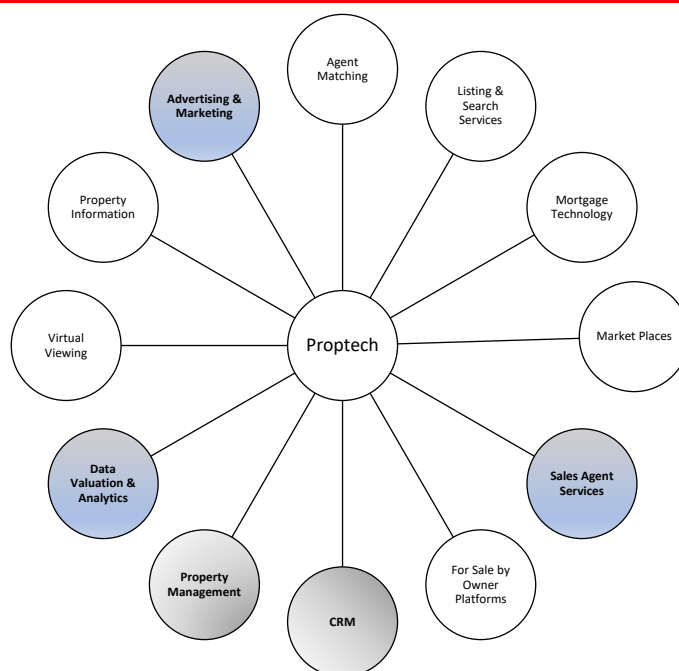 Agent
Matching
Advertising &
Marketing
Listing &
Search
Services
Property
Information
Mortgage
Technology
Virtual
Viewing
Proptech
Market Places
Data
Valuation &
Analytics
Sales Agent
Services
Property
Management
For Sale by
Owner
Platforms
CRM